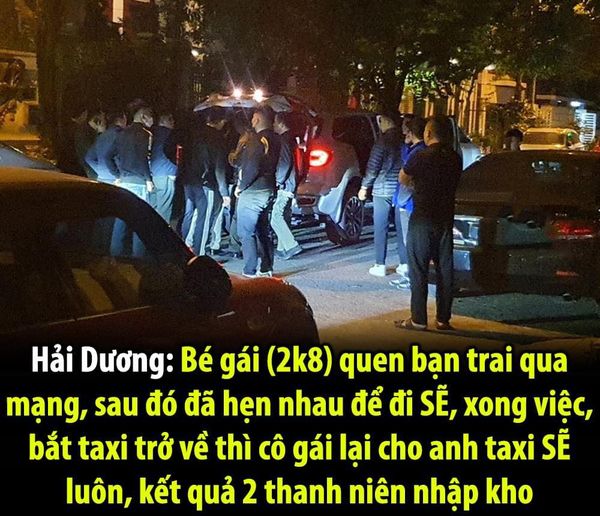 Hải Dương: Bé gái (2k8) quen bạn trai qua
mạng, sau đó đã hẹn nhau để đi SẼ, xong việc,
bắt taxi trở về thì cô gái lại cho anh taxi SẼ
luôn, kết quả 2 thanh niên nhập kho